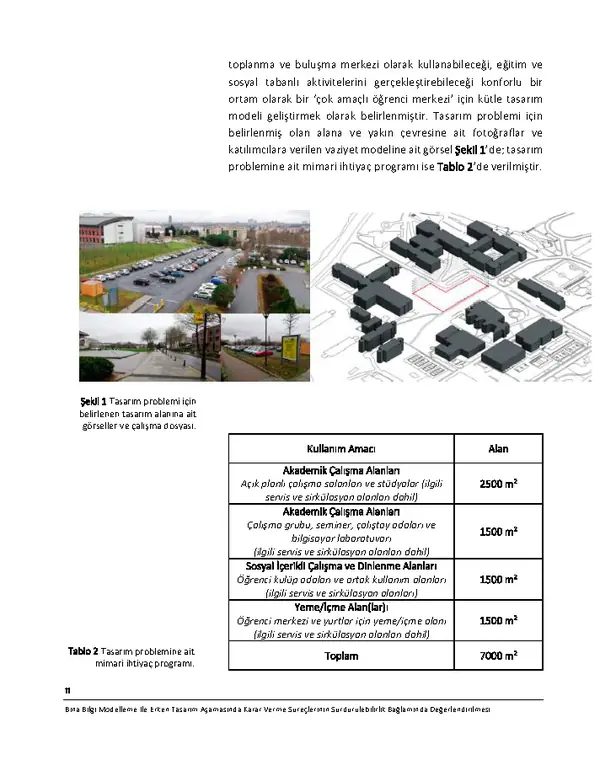 toplanma ve buluşma merkezi olarak kullanabileceği, eğitim ve
sosyal tabanlı aktivitelerini gerçekleştirebileceği konforlu bir
ortam olarak bir ‘çok amaçlı öğrenci merkezi’ için kütle tasarım
modeli geliştirmek olarak belirlenmiştir. Tasarım problemi için
belirlenmiş olan alana ve yakın çevresine ait fotoğraflar ve
katılımcılara verilen vaziyet modeline ait görsel Şekil 1’de; tasarım
problemine ait mimari ihtiyaç programı ise Tablo 2’de verilmiştir.
Şekil 1 Tasarım problemi için
belirlenen tasarım alanına ait
görseller ve çalışma dosyası.
Kullanım Amacı Alan
Akademik Çalışma Alanları
Açık planlı çalışma salonları ve stüdyolar (ilgili
servis ve sirkülasyon alanları dahil)
2500 m²
Akademik Çalışma Alanları
Çalışma grubu, seminer, çalıştay odaları ve
bilgisayar laboratuvarı
(ilgili servis ve sirkülasyon alanları dahil)
1500 m²
Sosyal İçerikli Çalışma ve Dinlenme Alanları
Öğrenci kulüp odaları ve ortak kullanım alanları
(ilgili servis ve sirkülasyon alanları)
1500 m²
Yeme/İçme Alan(lar)ı
Öğrenci merkezi ve yurtlar için yeme/içme alanı
(ilgili servis ve sirkülasyon alanları dahil)
1500 m²
Toplam 7000 m²
Tablo 2 Tasarım problemine ait
mimari ihtiyaç programı.
11
Bina Bilgi Modelleme ile Erken Tasarım Aşamasında Karar Verme Süreçlerinin Sürdürülebilirlik Bağlamında Değerlendirilmesi